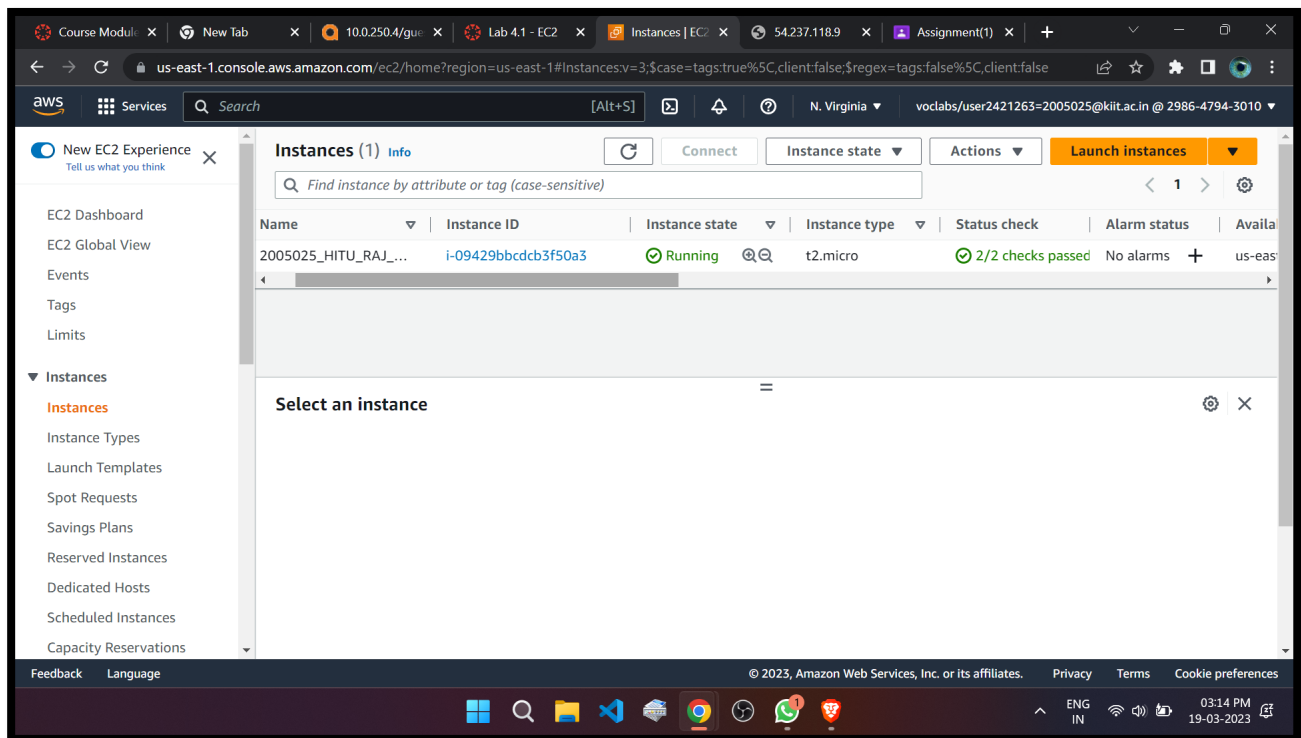 Course Module New Tab 10.0.250.4/gue Lab 4.1 - EC2 Instances | EC2 54.237.118.9 Assignment(1)
us-east-1.console.aws.amazon.com/ec2/home?region=us-east-1#Instances:v=3;$case=tags:true%5C,client:false;$regex=tags:false%5C,client:false
aws Services Search [Alt+S] N. Virginia ▼ voclabs/user2421263=2005025@kiit.ac.in @ 2986-4794-3010 ▼
New EC2 Experience
Tell us what you think
EC2 Dashboard
EC2 Global View
Events
Tags
Limits
Instances
Instances
Instance Types
Launch Templates
Spot Requests
Savings Plans
Reserved Instances
Dedicated Hosts
Scheduled Instances
Capacity Reservations
Instances (1) Info Connect Instance state ▼ Actions ▼ Launch instances ▼
Find instance by attribute or tag (case-sensitive) < 1 >
Name Instance ID Instance state Instance type Status check Alarm status Availa
2005025_HITU_RAJ_... i-09429bbcdcb3f50a3 Running t2.micro 2/2 checks passed No alarms + us-eas
Select an instance
Feedback Language © 2023, Amazon Web Services, Inc. or its affiliates. Privacy Terms Cookie preferences
1 ENG 03:14 PM
IN 19-03-2023